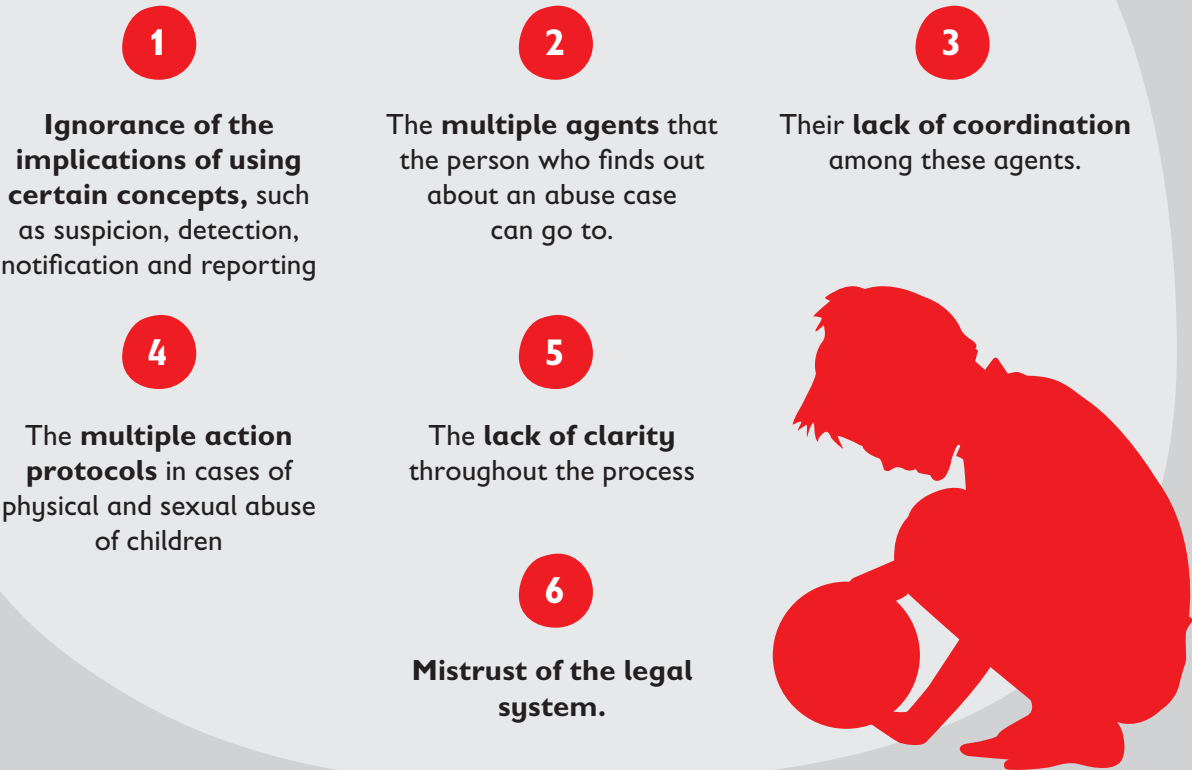 1
Ignorance of the
implications of using
certain concepts, such
as suspicion, detection,
notification and reporting
2
The multiple agents that
the person who finds out
about an abuse case
can go to.
3
Their lack of coordination
among these agents.
4
The multiple action
protocols in cases of
physical and sexual abuse
of children
5
The lack of clarity
throughout the process
6
Mistrust of the legal
system.